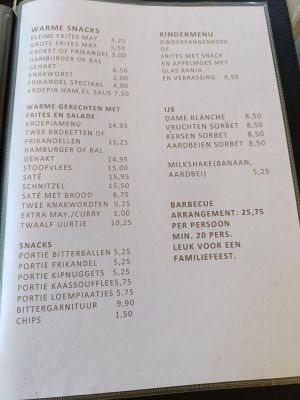 WARME SNACKS
KLEINE FRITES MAY. 4,25
GROTE FRITES MAY. 5,50
KROKET OF FRIKANDEL 3,00
HAMBURGER OF BAL
GEHAKT 6,50
KNAKWORST 2,00
FRIKANDEL SPECIAAL 4,00
KROEPIA HAM,EI, SAUS 7,50
WARME GERECHTEN MET
FRITES EN SALADE
KROEPIAMENU 14,95
TWEE KROKETTEN OF
FRIKANDELLEN 11,25
HAMBURGER OF BAL
GEHAKT 14,95
STOOFVLEES 15,00
SATÉ 15,95
SCHNITZEL 15,50
SATÉ MET BROOD 8,75
TWEE KNAKWORDTEN 9,25
EXTRA MAY./CURRY 1,00
TWAALF UURTJE 10,25
SNACKS
PORTIE BITTERBALLEN 5,25
PORTIE FRIKANDEL 5,25
PORTIE KIPNUGGETS 5,25
PORTIE KAASSOUFFLEE 5,75
PORTIE LOEMPIAATJES 5,75
BITTERGARNITUUR 9,90
CHIPS 1,50
KINDERMENU
KINDERPANNENKOEK
OF
FRITES MET SNACK
EN APPELMOES MET
GLAS RANJA
EN VERRASSING 9,50
IJS
DAME BLANCHE 8,50
VRUCHTEN SORBET 8,50
KERSEN SORBET 8,50
AARDBEIEN SORBET 8,50
MILKSHAKE(BANAAN,
AARDBEI) 5,25
BARBECUE
ARRANGEMENT: 25,75
PER PERSOON
MIN. 20 PERS.
LEUK VOOR EEN
FAMILIEFEEST.